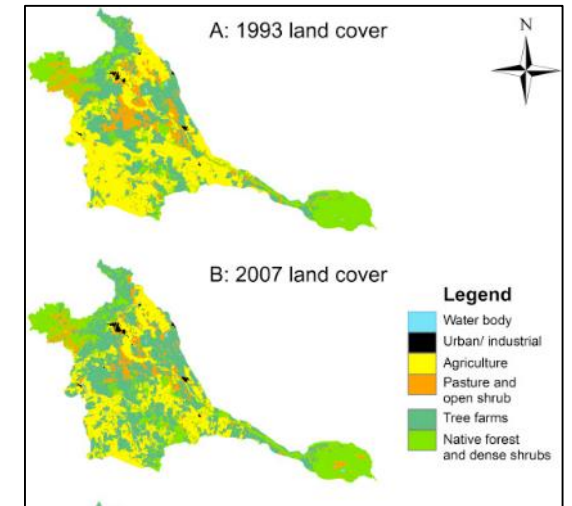 A: 1993 land cover
N
B: 2007 land cover
Legend
Water body
Urban/ industrial
Agriculture
Pasture and
open shrub
Tree farms
Native forest
and dense shrubs